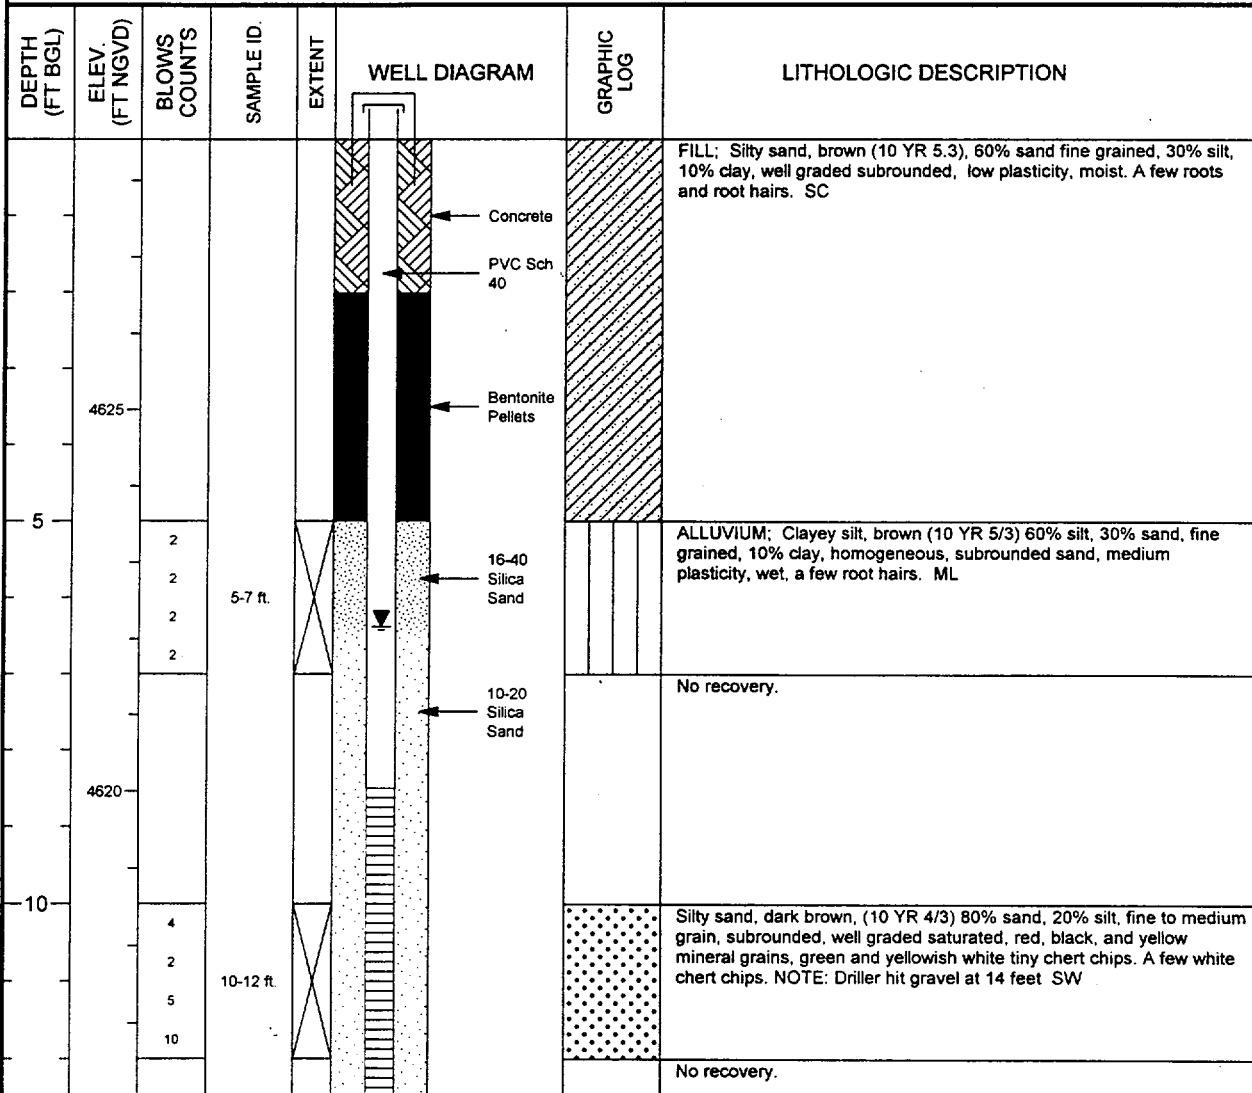 DEPTH
(FT BGL)
ELEV.
(FT NGVD)
BLOWS
COUNTS
SAMPLE ID.
EXTENT
WELL DIAGRAM
GRAPHIC
LOG
LITHOLOGIC DESCRIPTION
FILL; Silty sand, brown (10 YR 5.3), 60% sand fine grained, 30% silt,
10% clay, well graded subrounded, low plasticity, moist. A few roots
and root hairs. SC
Concrete
PVC Sch
40
4625
Bentonite
Pellets
5
ALLUVIUM; Clayey silt, brown (10 YR 5/3) 60% silt, 30% sand, fine
grained, 10% clay, homogeneous, subrounded sand, medium
plasticity, wet, a few root hairs. ML
2
2
2
2
5-7 ft.
16-40
Silica
Sand
No recovery.
10-20
Silica
Sand
4620
10
Silty sand, dark brown, (10 YR 4/3) 80% sand, 20% silt, fine to medium
grain, subrounded, well graded saturated, red, black, and yellow
mineral grains, green and yellowish white tiny chert chips. A few white
chert chips. NOTE: Driller hit gravel at 14 feet SW
4
2
5
10
10-12 ft.
No recovery.